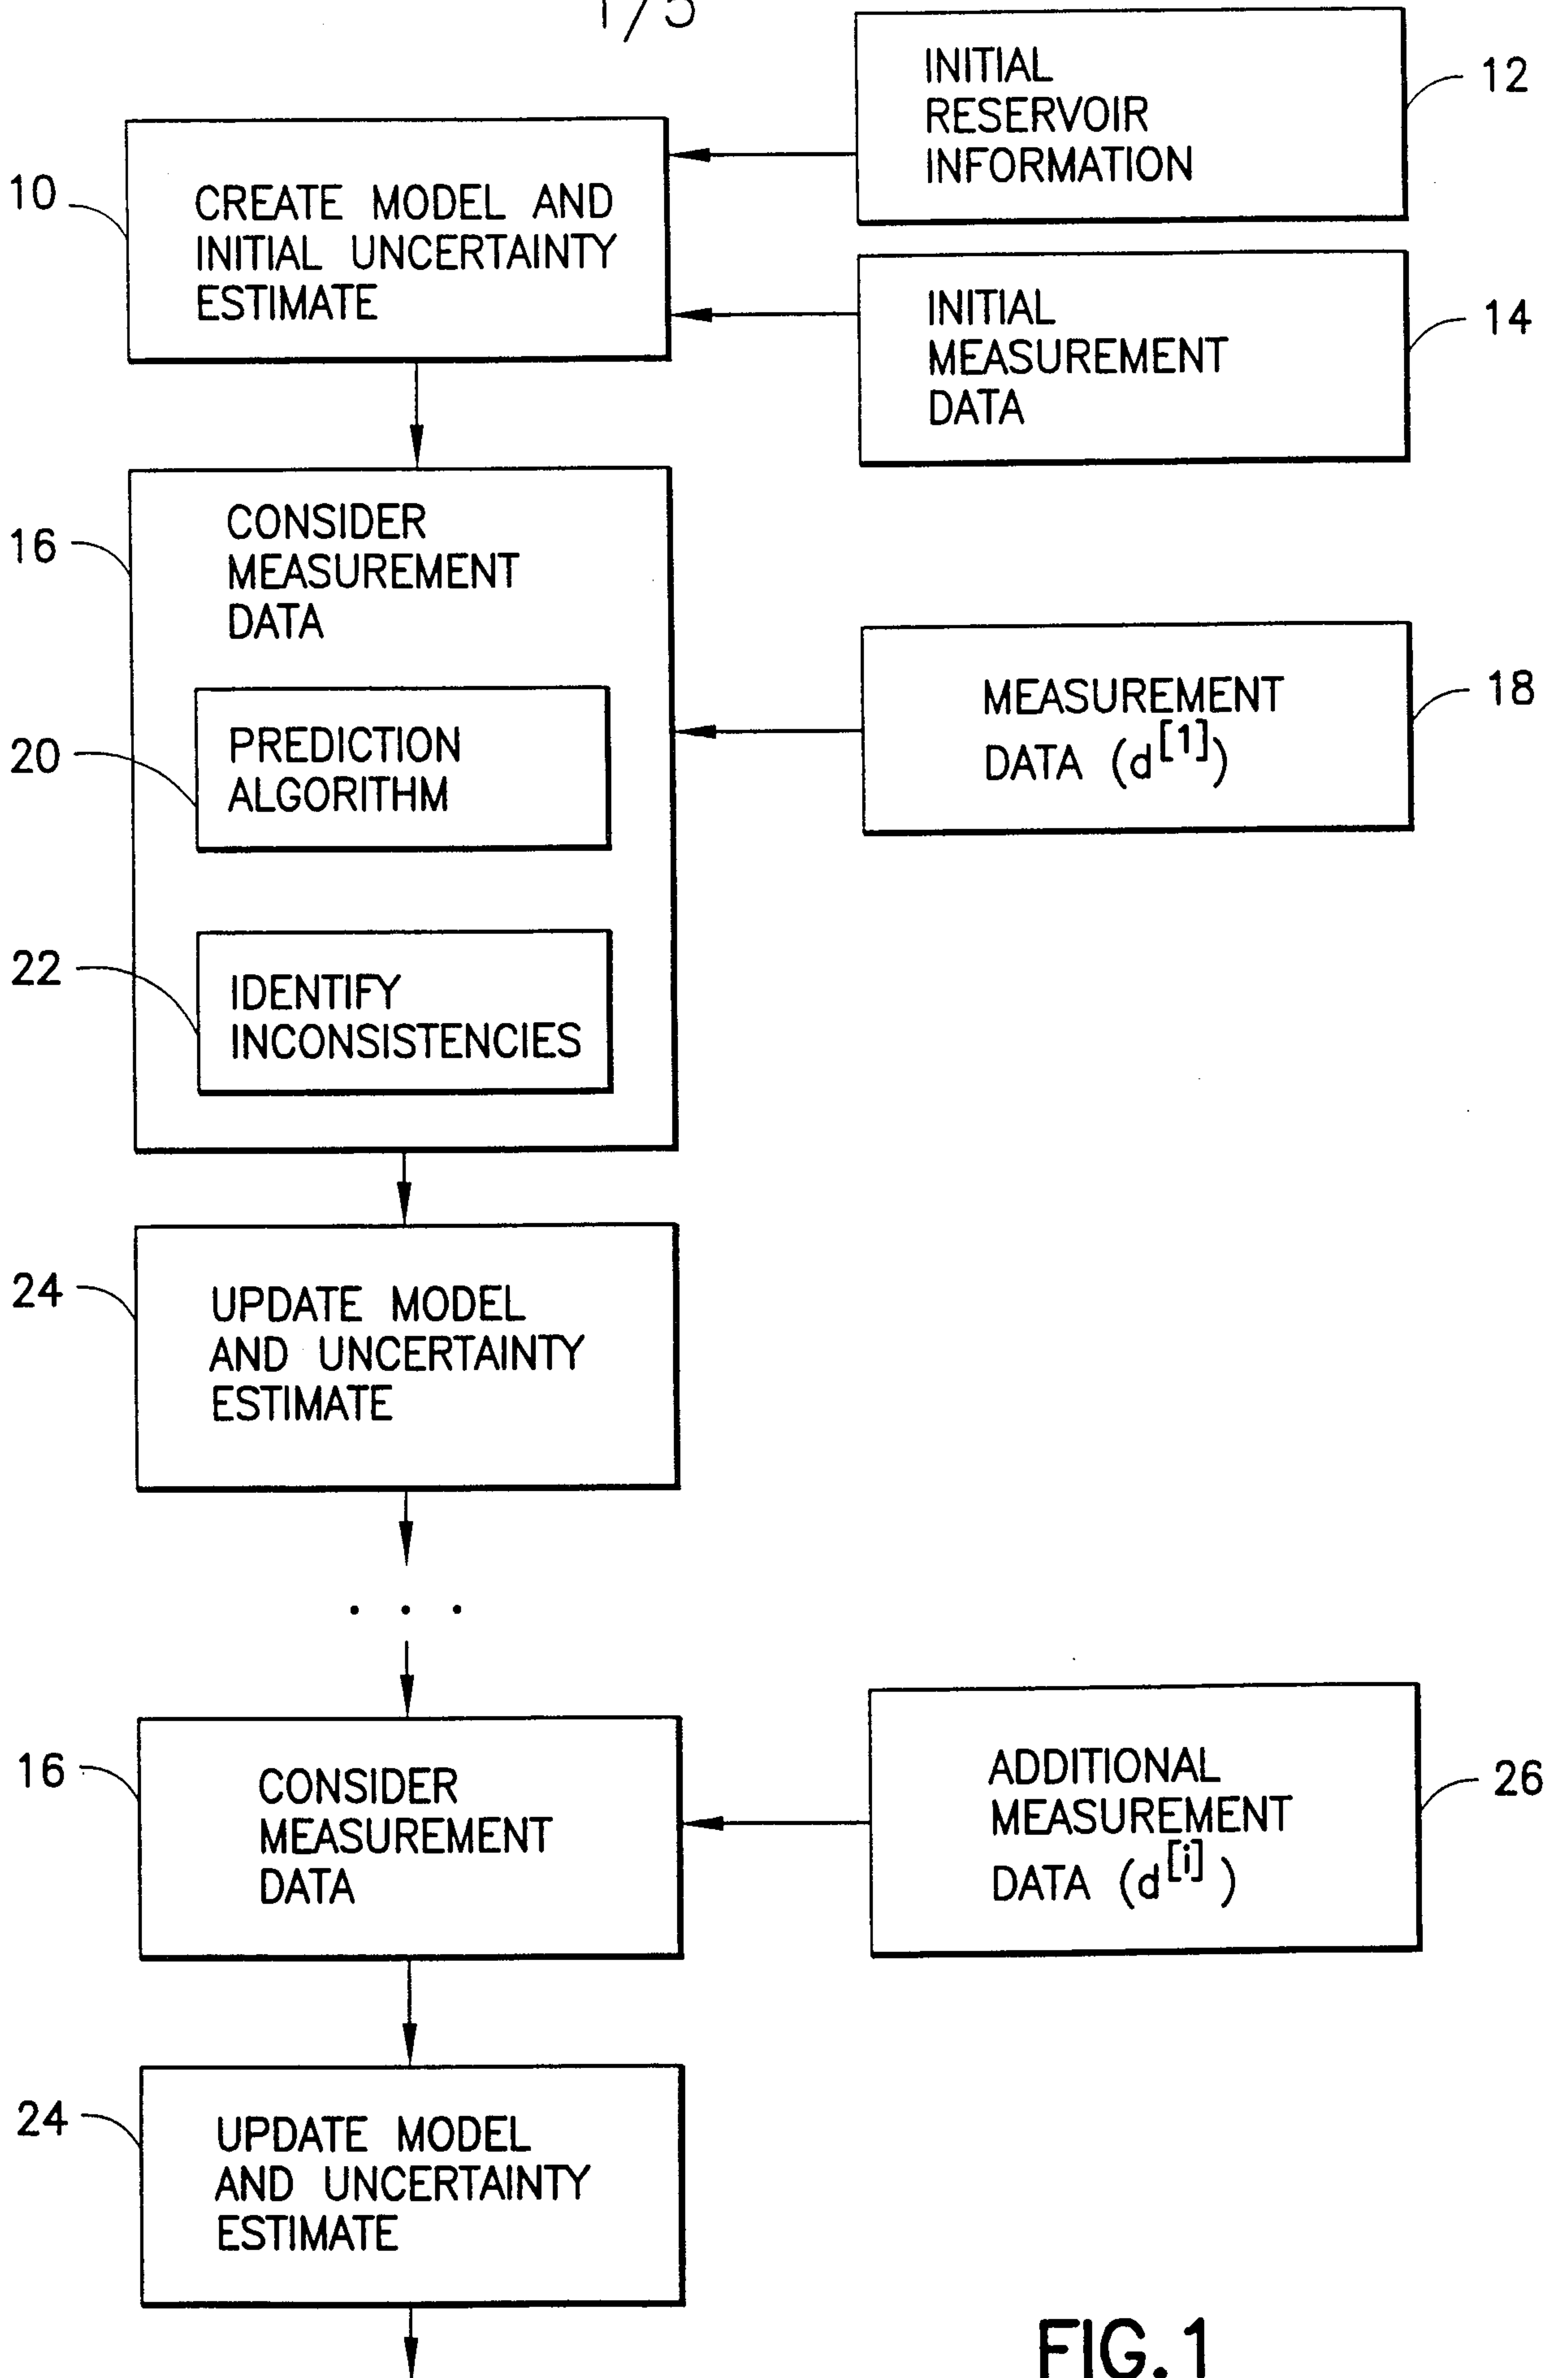 1/5
INITIAL
RESERVOIR
INFORMATION
12
10
CREATE MODEL AND
INITIAL UNCERTAINTY
ESTIMATE
INITIAL
MEASUREMENT
DATA
14
16
CONSIDER
MEASUREMENT
DATA
MEASUREMENT
DATA (d[1])
18
20
PREDICTION
ALGORITHM
22
IDENTIFY
INCONSISTENCIES
24
UPDATE MODEL
AND UNCERTAINTY
ESTIMATE
. . .
16
CONSIDER
MEASUREMENT
DATA
ADDITIONAL
MEASUREMENT
DATA (d[i])
26
24
UPDATE MODEL
AND UNCERTAINTY
ESTIMATE
FIG.1